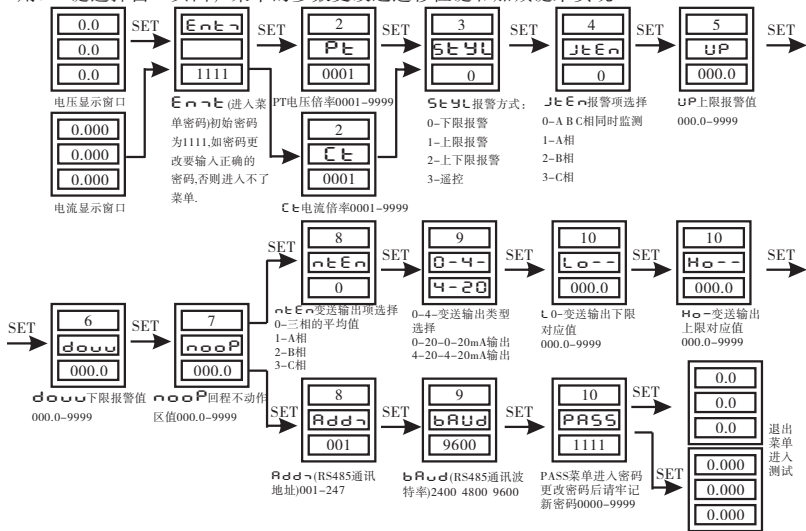 0.0
0.0
0.0
电压显示窗口
0.000
0.000
0.000
电流显示窗口
SET
Entr
1111
Entr(进入菜
单密码)初始密码
为1111,如密码更
改要输入正确的
密码,否则进入不了
菜单.
SET
2
Pt
0001
PT电压倍率0001-9999
2
Ct
0001
Ct电流倍率0001-9999
SET
3
StYL
0
StYL报警方式:
0-下限报警
1-上限报警
2-上下限报警
3-遥控
SET
4
JtEn
0
JtEn报警项选择
0-A B C相同时监测
1-A相
2-B相
3-C相
SET
5
UP
000.0
UP上限报警值
000.0-9999
SET
6
douu
000.0
douu下限报警值
000.0-9999
SET
7
nooP
000.0
nooP回程不动作
区值000.0-9999
SET
8
ntEn
0
ntEn变送输出项选择
0-三相的平均值
1-A相
2-B相
3-C相
SET
9
0-4-
4-20
0-4-变送输出类型
选择
0-20-0-20mA输出
4-20-4-20mA输出
SET
10
Lo--
000.0
L0-变送输出下限
对应值
000.0-9999
SET
10
Ho--
000.0
Ho-变送输出
上限对应值
000.0-9999
SET
SET
8
Addr
001
Addr(RS485通讯
地址)001-247
SET
9
bAUd
9600
bAud(RS485通讯波
特率)2400 4800 9600
SET
10
PASS
1111
PASS菜单进入密码
更改密码后请牢记
新密码0000-9999
SET
SET
0.0
0.0
0.0
0.000
0.000
0.000
退出
菜单
进入
测试